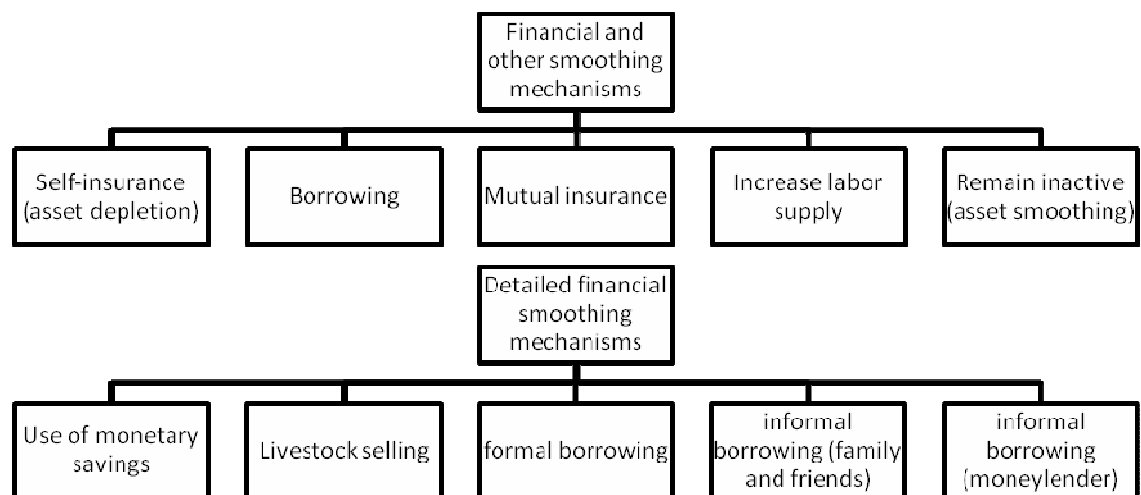 Financial and
other smoothing
mechanisms
Self-insurance
(asset depletion)
Borrowing
Mutual insurance
Increase labor
supply
Remain inactive
(asset smoothing)
Detailed financial
smoothing
mechanisms
Use of monetary
savings
Livestock selling
formal borrowing
informal
borrowing (family
and friends)
informal
borrowing
(moneylender)